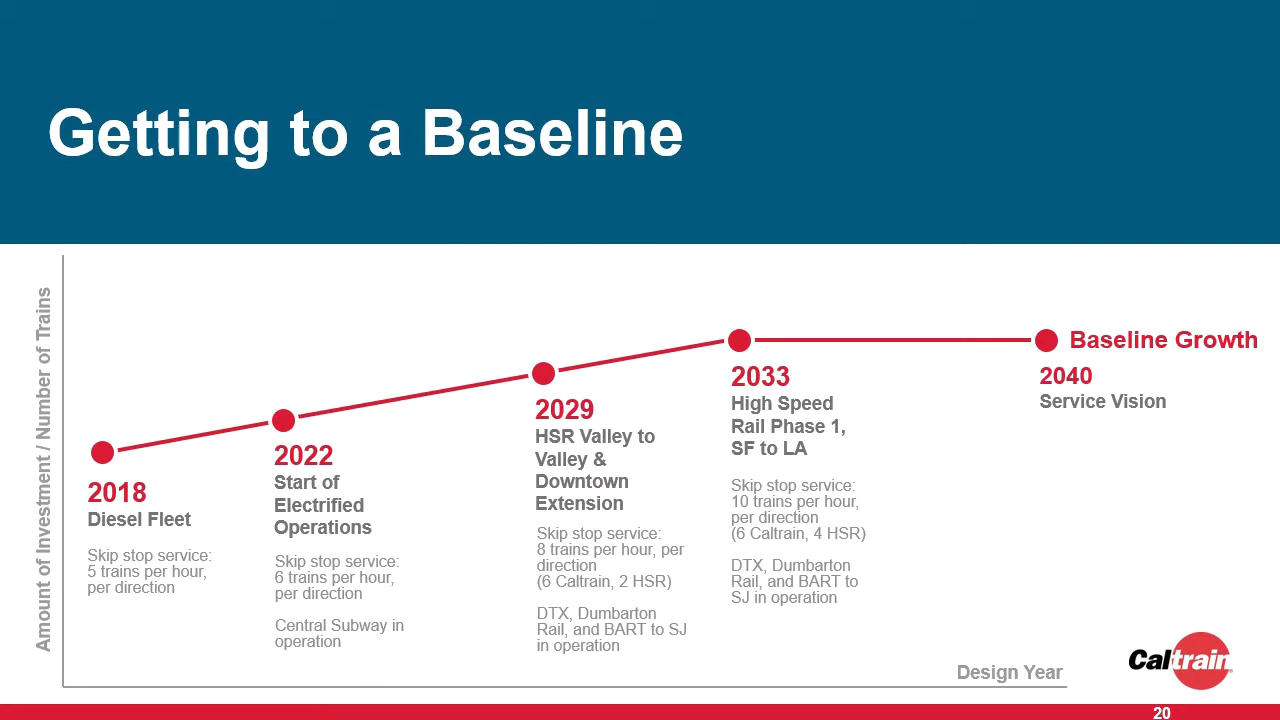 Getting to a Baseline
Amount of Investment / Number of Trains
2018
Diesel Fleet
Skip stop service:
5 trains per hour,
per direction
2022
Start of
Electrified
Operations
Skip stop service:
6 trains per hour,
per direction
Central Subway in
operation
2029
HSR Valley to
Valley &
Downtown
Extension
Skip stop service:
8 trains per hour, per
direction
(6 Caltrain, 2 HSR)
DTX, Dumbarton
Rail, and BART to SJ
in operation
2033
High Speed
Rail Phase 1,
SF to LA
Skip stop service:
10 trains per hour,
per direction
(6 Caltrain, 4 HSR)
DTX, Dumbarton
Rail, and BART to
SJ in operation
Baseline Growth
2040
Service Vision
Design Year
Caltrain
20